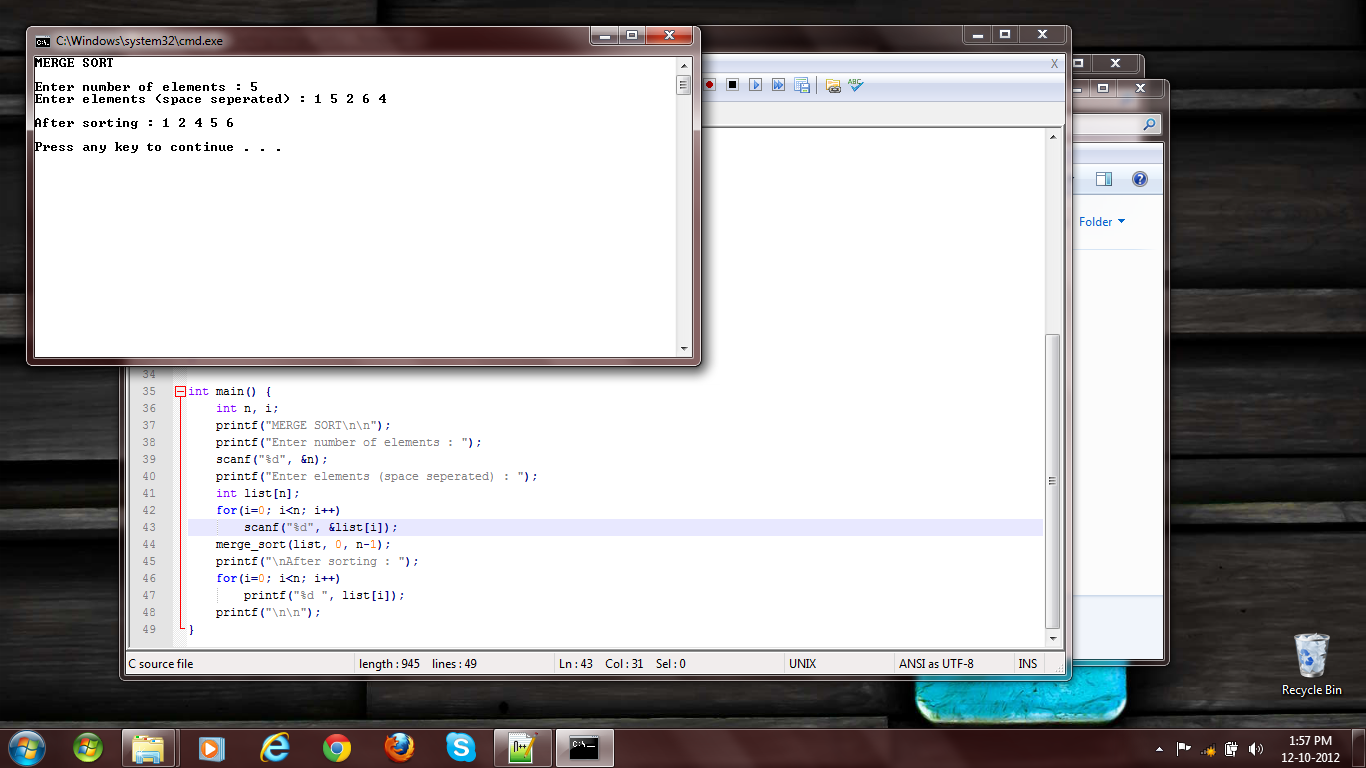 C:\Windows\system32\cmd.exe
MERGE SORT
Enter number of elements : 5
Enter elements (space seperated) : 1 5 2 6 4
After sorting : 1 2 4 5 6
Press any key to continue . . .
ABC
Folder
34
35 int main() {
36 int n, i;
37 printf("MERGE SORT\n\n");
38 printf("Enter number of elements : ");
39 scanf("%d", &n);
40 printf("Enter elements (space seperated) : ");
41 int list[n];
42 for(i=0; i<n; i++)
43 scanf("%d", &list[i]);
44 merge_sort(list, 0, n-1);
45 printf("\nAfter sorting : ");
46 for(i=0; i<n; i++)
47 printf("%d ", list[i]);
48 printf("\n\n");
49 }
C source file length : 945 lines : 49 Ln : 43 Col : 31 Sel : 0 UNIX ANSI as UTF-8 INS
Recycle Bin
1:57 PM
12-10-2012